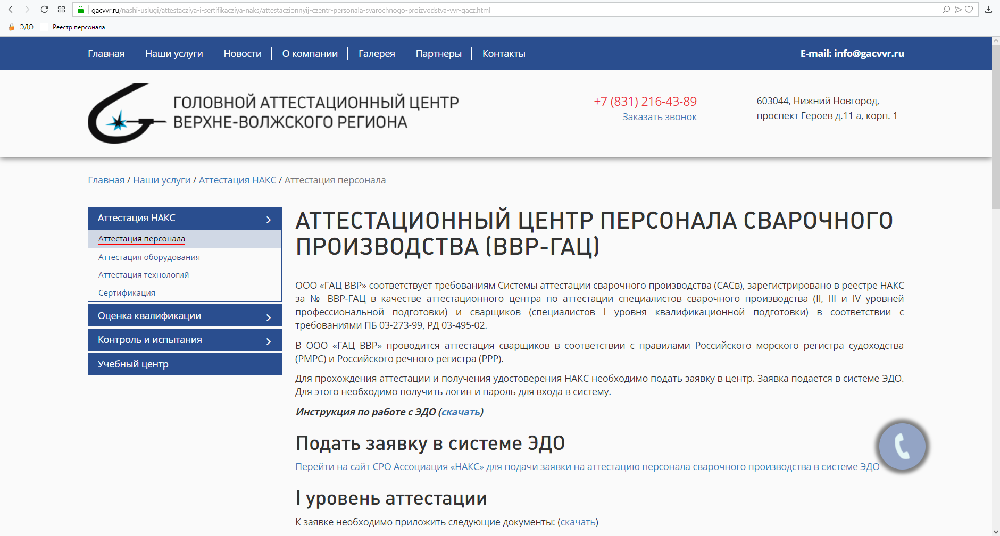 gacvvr.ru/nashi-uslugi/attestacziya-i-sertifikacziya-naks/attestaczionnyij-czentr-personala-svarochnogo-proizvodstva-vvr-gacz.html
ЭДО Реестр персонала
Главная Наши услуги Новости О компании Галерея Партнеры Контакты E-mail: info@gacvvr.ru
ГОЛОВНОЙ АТТЕСТАЦИОННЫЙ ЦЕНТР
ВЕРХНЕ-ВОЛЖСКОГО РЕГИОНА
+7 (831) 216-43-89
Заказать звонок
603044, Нижний Новгород,
проспект Героев д.11 а, корп. 1
Главная / Наши услуги / Аттестация НАКС / Аттестация персонала
Аттестация НАКС
Аттестация персонала
Аттестация оборудования
Аттестация технологий
Сертификация
Оценка квалификации
Контроль и испытания
Учебный центр
АТТЕСТАЦИОННЫЙ ЦЕНТР ПЕРСОНАЛА СВАРОЧНОГО
ПРОИЗВОДСТВА (ВВР-ГАЦ)
ООО «ГАЦ ВВР» соответствует требованиям Системы аттестации сварочного производства (САСв), зарегистрировано в реестре НАКС
за № ВВР-ГАЦ в качестве аттестационного центра по аттестации специалистов сварочного производства (II, III и IV уровней
профессиональной подготовки) и сварщиков (специалистов I уровня квалификационной подготовки) в соответствии с
требованиями ПБ 03-273-99, РД 03-495-02.
В ООО «ГАЦ ВВР» проводится аттестация сварщиков в соответствии с правилами Российского морского регистра судоходства
(РМРС) и Российского речного регистра (РРР).
Для прохождения аттестации и получения удостоверения НАКС необходимо подать заявку в центр. Заявка подается в системе ЭДО.
Для этого необходимо получить логин и пароль для входа в систему.
Инструкция по работе с ЭДО (скачать)
Подать заявку в системе ЭДО
Перейти на сайт СРО Ассоциация «НАКС» для подачи заявки на аттестацию персонала сварочного производства в системе ЭДО
I уровень аттестации
К заявке необходимо приложить следующие документы: (скачать)